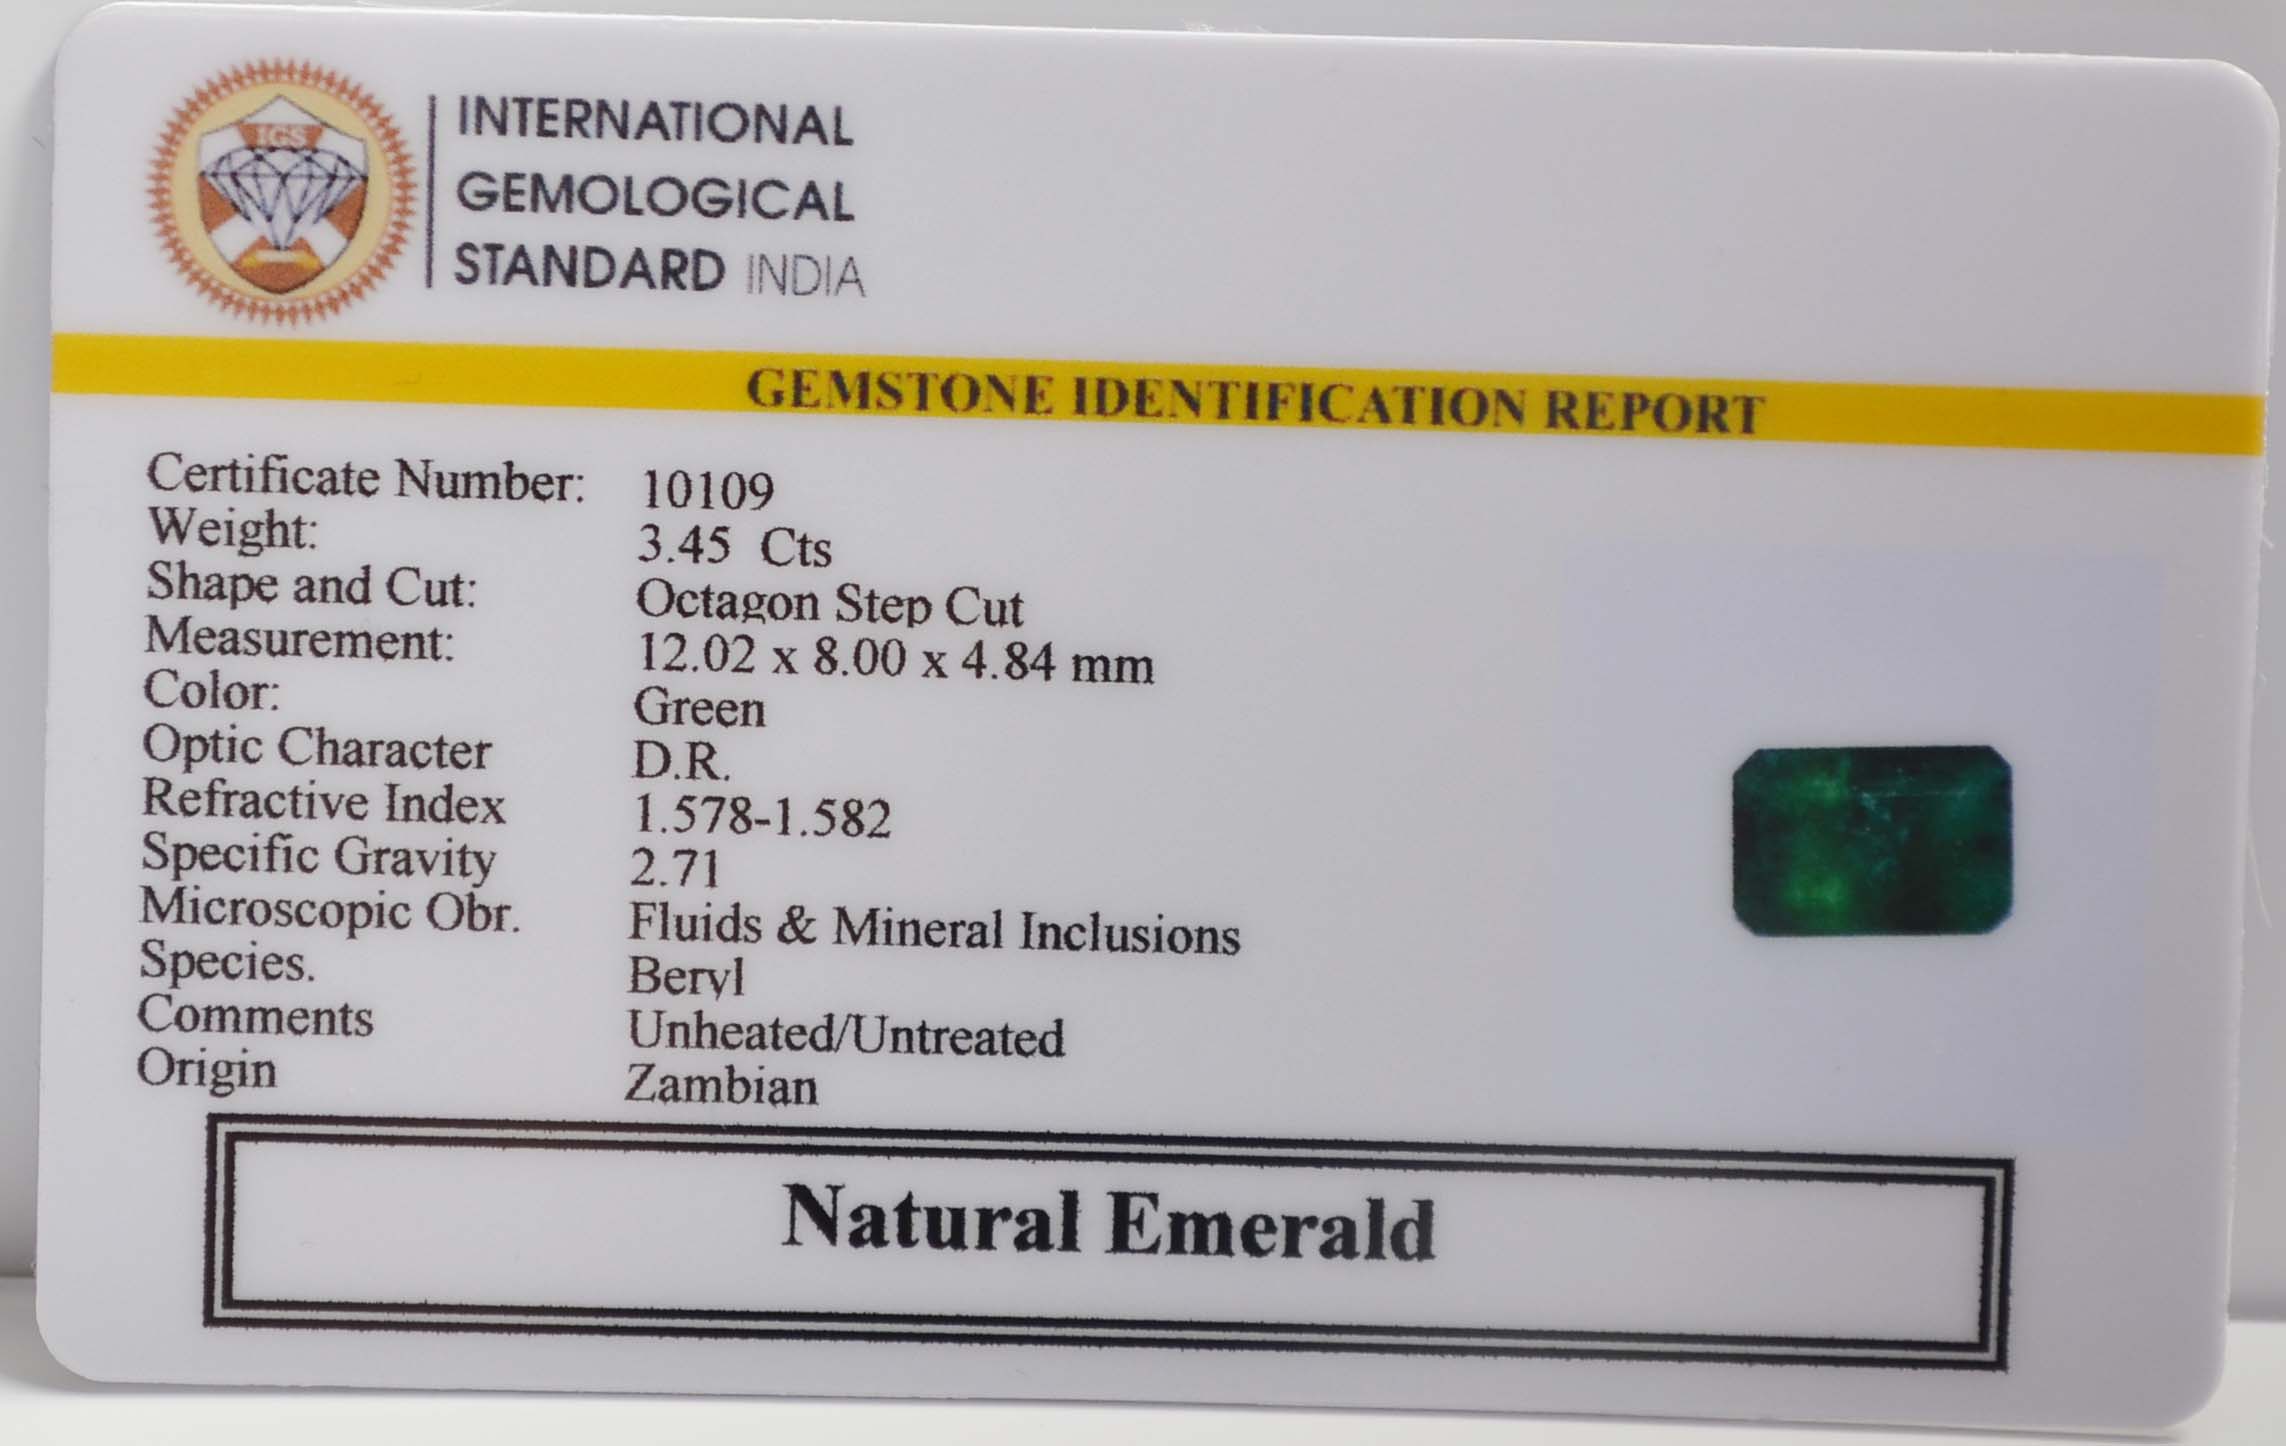 IGS
INTERNATIONAL
GEMOLOGICAL
STANDARD INDIA
GEMSTONE IDENTIFICATION REPORT
Certificate Number: 10109
Weight: 3.45 Cts
Shape and Cut: Octagon Step Cut
Measurement: 12.02 x 8.00 x 4.84 mm
Color: Green
Optic Character D.R.
Refractive Index 1.578-1.582
Specific Gravity 2.71
Microscopic Obr. Fluids & Mineral Inclusions
Species. Beryl
Comments Unheated/Untreated
Origin Zambian
Natural Emerald